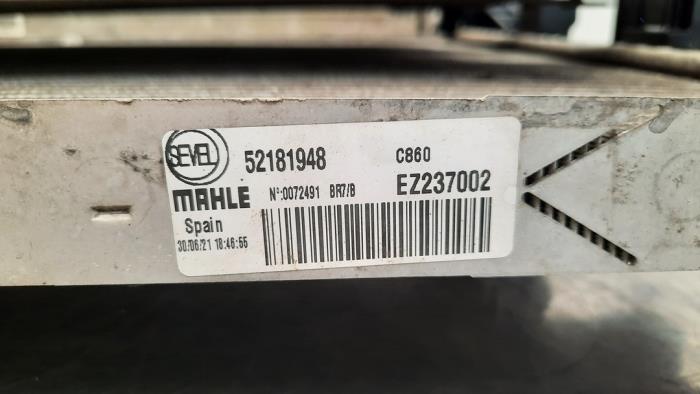 SEVEL 52181948 C860
MAHLE N°:0072491 BR7/B EZ237002
Spain
30/06/21 18:46:55